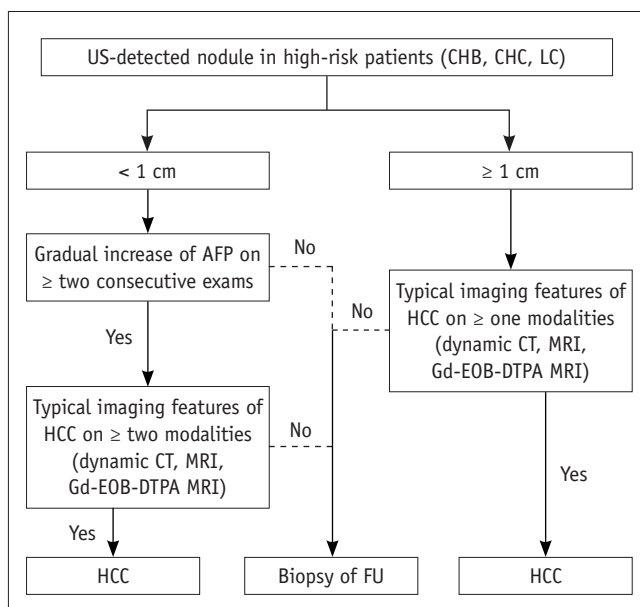 US-detected nodule in high-risk patients (CHB, CHC, LC)
< 1 cm
≥ 1 cm
Gradual increase of AFP on
≥ two consecutive exams
No
Typical imaging features of
HCC on ≥ one modalities
(dynamic CT, MRI,
Gd-EOB-DTPA MRI)
No
Yes
Typical imaging features of
HCC on ≥ two modalities
(dynamic CT, MRI,
Gd-EOB-DTPA MRI)
No
Yes
Yes
HCC
Biopsy of FU
HCC